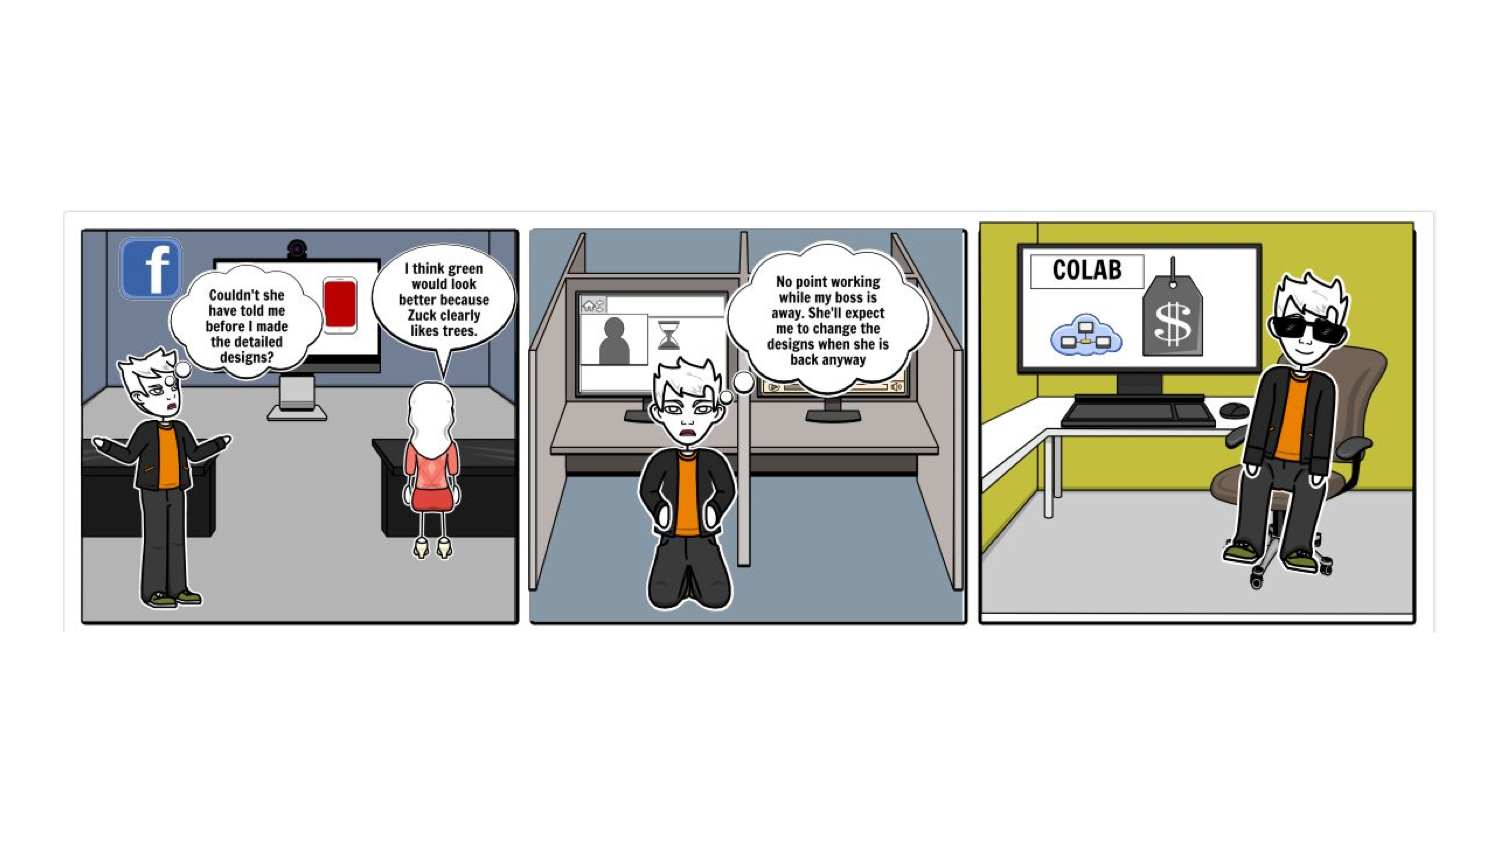 f
Couldn't she
have told me
before I made
the detailed
designs?
I think green
would look
better because
Zuck clearly
likes trees.
No point working
while my boss is
away. She'll expect
me to change the
designs when she is
back anyway
COLAB
$